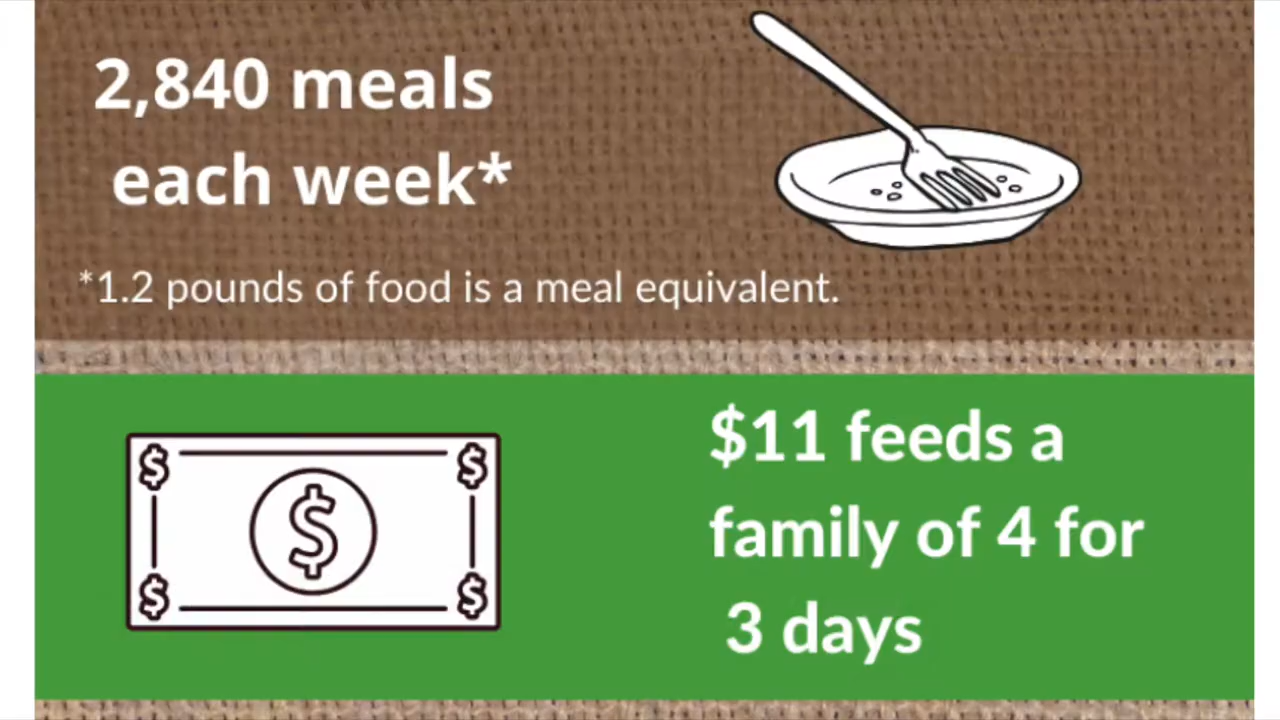 2,840 meals
each week*
*1.2 pounds of food is a meal equivalent.
$11 feeds a
family of 4 for
3 days